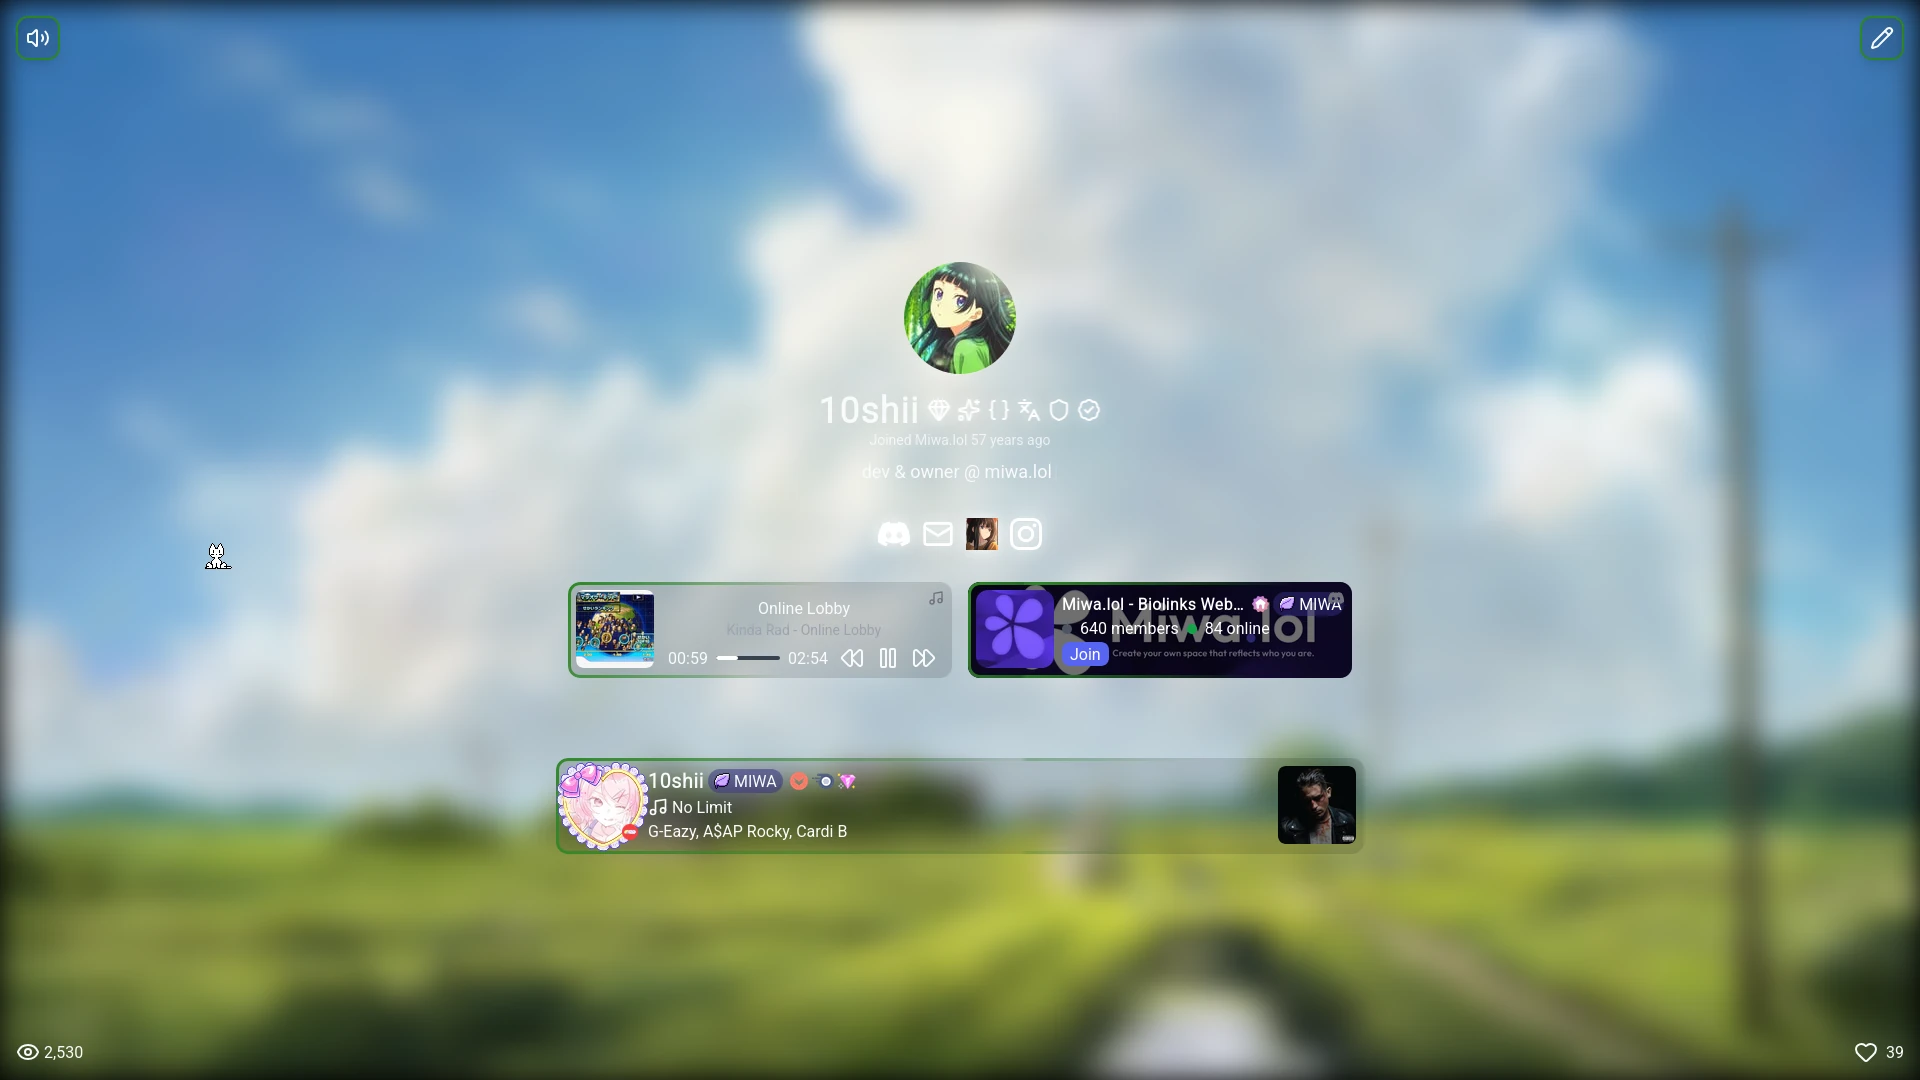 10shii
Joined Miwa.lol 57 years ago
dev & owner @ miwa.lol
Online Lobby
Kinda Rad - Online Lobby
00:59
02:54
Miwa.lol - Biolinks Web... MIWA
640 members 84 online
Join
Miwa.lol
Create your own space that reflects who you are.
10shii MIWA
No Limit
G-Eazy, A$AP Rocky, Cardi B
2,530
39